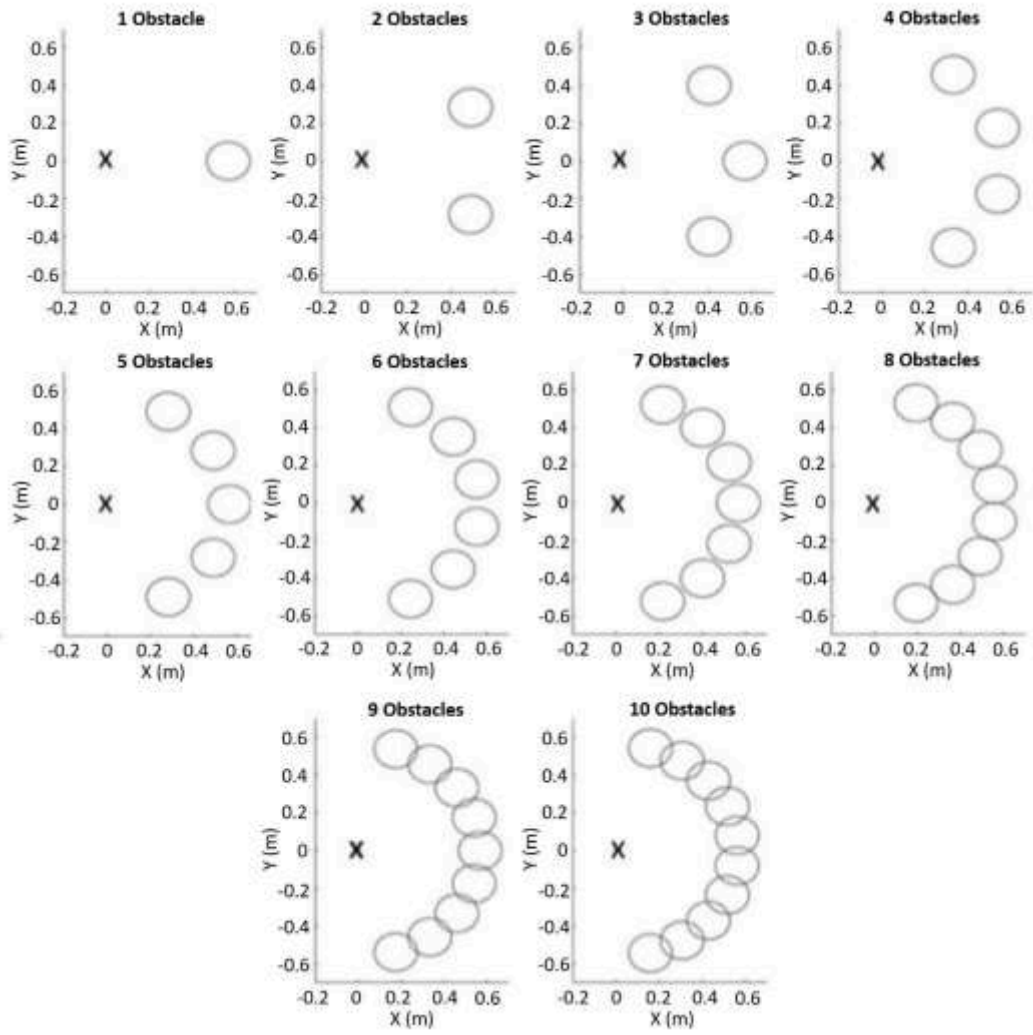 1 Obstacle
0.6
0.4
0.2
0
-0.2
-0.4
-0.6
Y (m)
X
-0.2 0 0.2 0.4 0.6
X (m)
2 Obstacles
0.6
0.4
0.2
0
-0.2
-0.4
-0.6
Y (m)
X
-0.2 0 0.2 0.4 0.6
X (m)
3 Obstacles
0.6
0.4
0.2
0
-0.2
-0.4
-0.6
Y (m)
X
-0.2 0 0.2 0.4 0.6
X (m)
4 Obstacles
0.6
0.4
0.2
0
-0.2
-0.4
-0.6
Y (m)
X
-0.2 0 0.2 0.4 0.6
X (m)
5 Obstacles
0.6
0.4
0.2
0
-0.2
-0.4
-0.6
Y (m)
X
-0.2 0 0.2 0.4 0.6
X (m)
6 Obstacles
0.6
0.4
0.2
0
-0.2
-0.4
-0.6
Y (m)
X
-0.2 0 0.2 0.4 0.6
X (m)
7 Obstacles
0.6
0.4
0.2
0
-0.2
-0.4
-0.6
Y (m)
X
-0.2 0 0.2 0.4 0.6
X (m)
8 Obstacles
0.6
0.4
0.2
0
-0.2
-0.4
-0.6
Y (m)
X
-0.2 0 0.2 0.4 0.6
X (m)
9 Obstacles
0.6
0.4
0.2
0
-0.2
-0.4
-0.6
Y (m)
X
-0.2 0 0.2 0.4 0.6
X (m)
10 Obstacles
0.6
0.4
0.2
0
-0.2
-0.4
-0.6
Y (m)
X
-0.2 0 0.2 0.4 0.6
X (m)